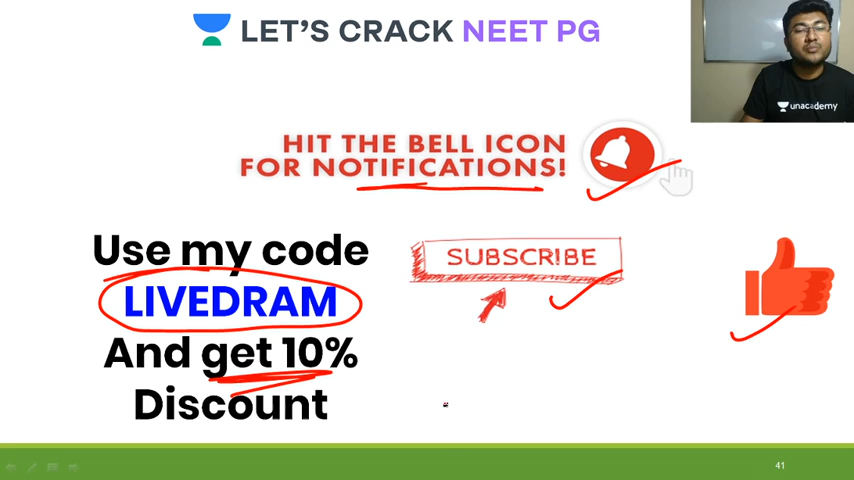 LET'S CRACK NEET PG
unacademy
HIT THE BELL ICON
FOR NOTIFICATIONS!
Use my code
LIVEDRAM
And get 10%
Discount
SUBSCRIBE
41